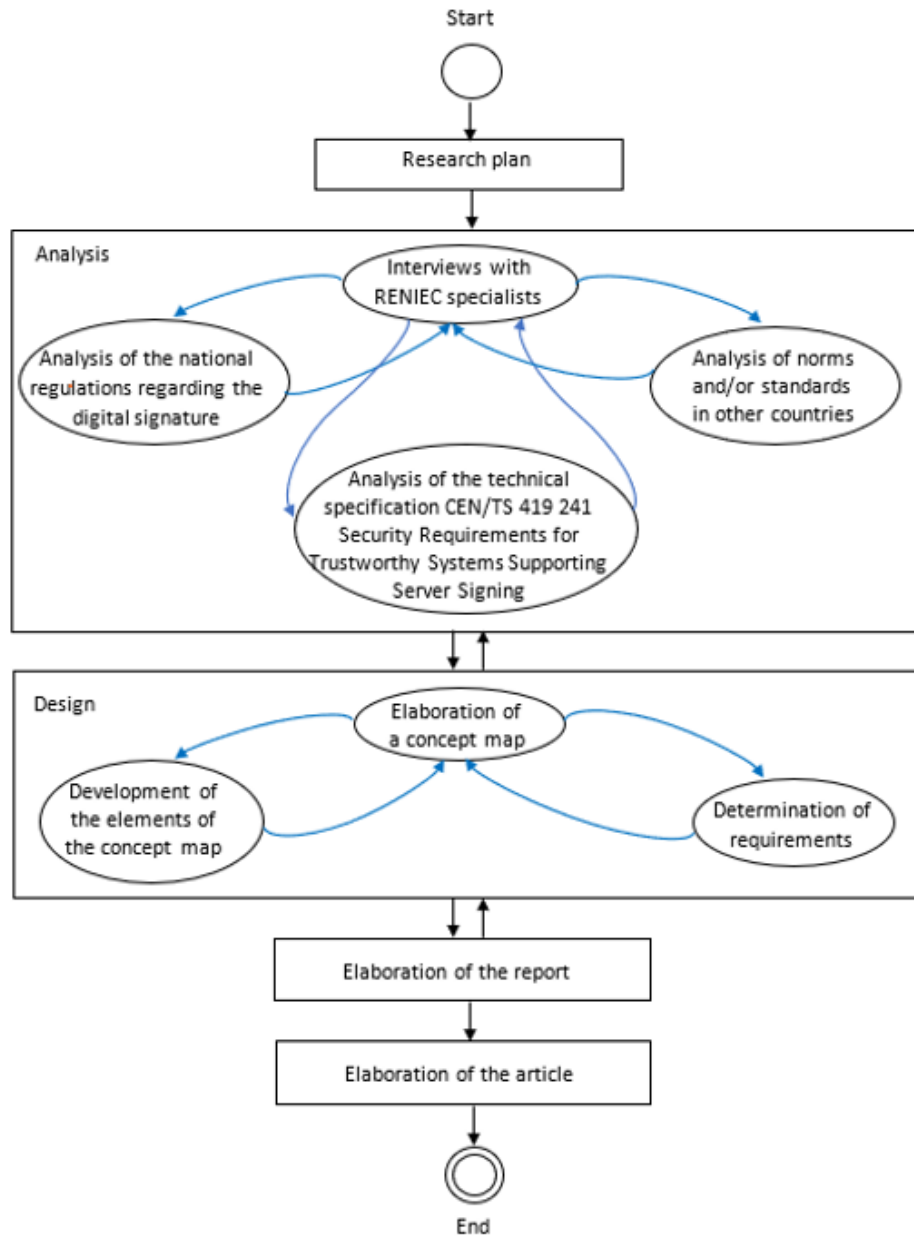 Start
Research plan
Analysis
Interviews with
RENIEC specialists
Analysis of the national
regulations regarding the
digital signature
Analysis of norms
and/or standards
in other countries
Analysis of the technical
specification CEN/TS 419 241
Security Requirements for
Trustworthy Systems Supporting
Server Signing
Design
Elaboration of
a concept map
Development of
the elements of
the concept map
Determination of
requirements
Elaboration of the report
Elaboration of the article
End